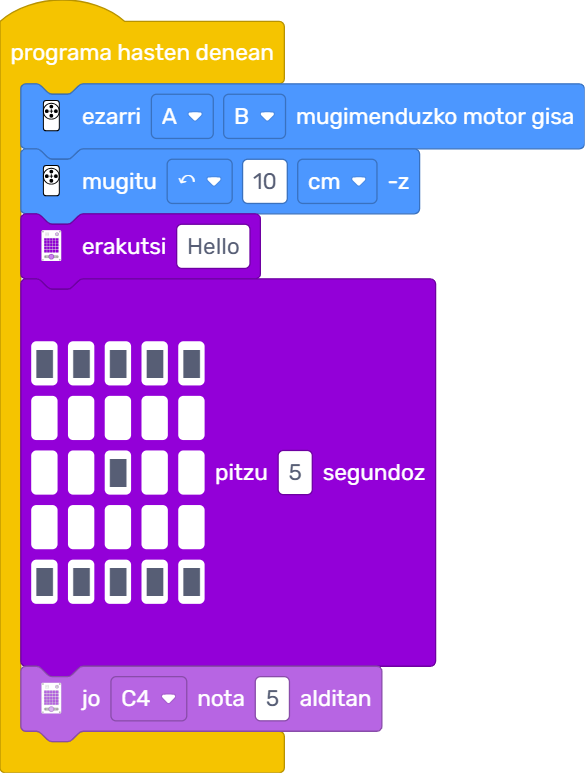 programa hasten denean
ezarri A B mugimenduzko motor gisa
mugitu 10 cm -z
erakutsi Hello
pitzu 5 segundoz
jo C4 nota 5 alditan